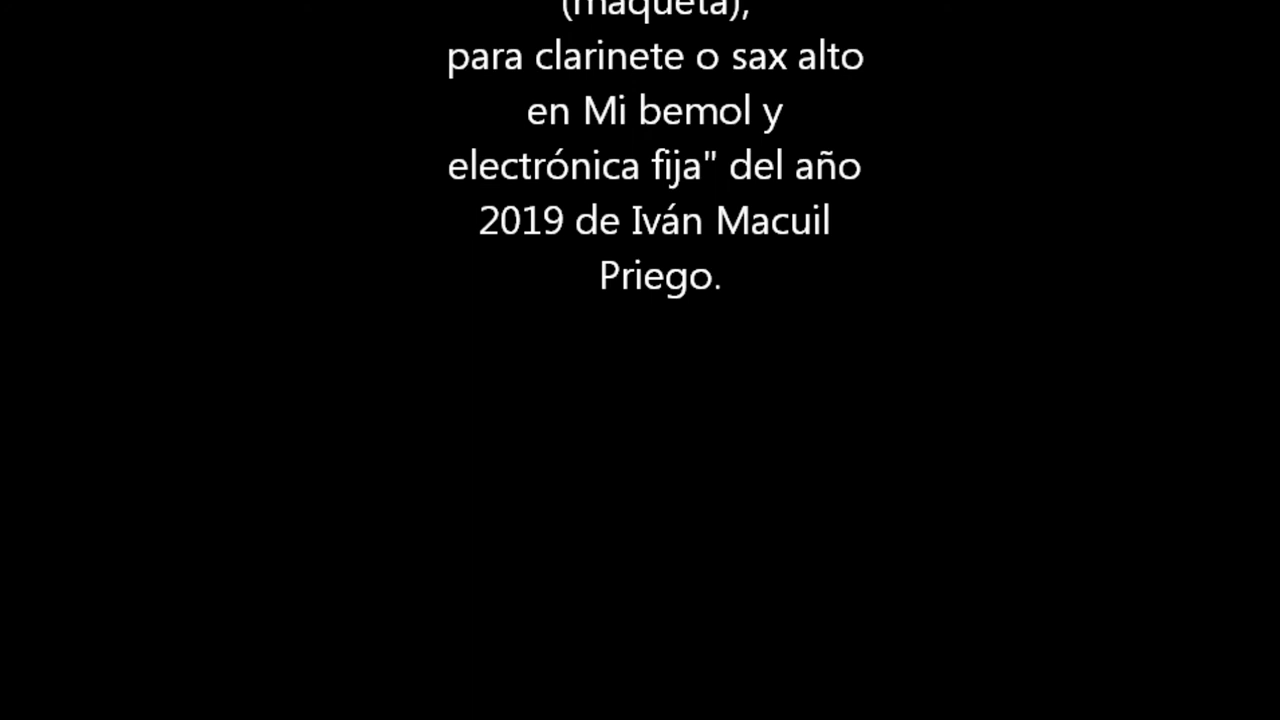 (maqueta),
para clarinete o sax alto
en Mi bemol y
electrónica fija" del año
2019 de Iván Macuil
Priego.